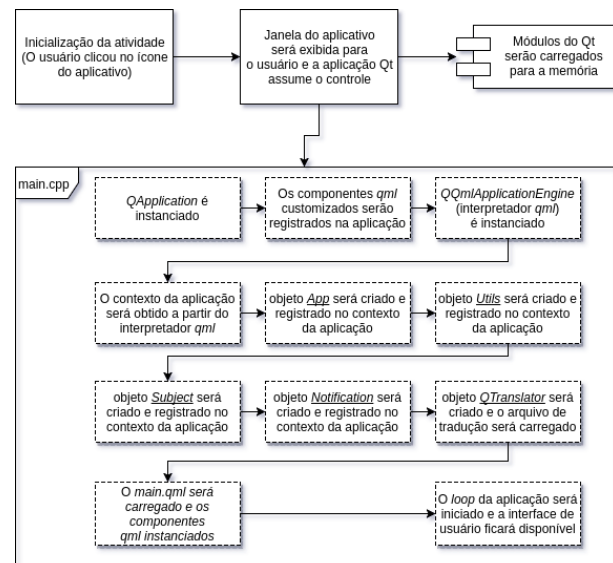 Inicialização da atividade
(O usuário clicou no ícone
do aplicativo)
Janela do aplicativo
será exibida para
o usuário e a aplicação Qt
assume o controle
Módulos do Qt
serão carregados
para a memória
main.cpp
QApplication é
instanciado
Os componentes qml
customizados serão
registrados na aplicação
QQmlApplicationEngine
(interpretador qml)
é instanciado
O contexto da aplicação
será obtido a partir do
interpretador qml
objeto App será criado e
registrado no contexto
da aplicação
objeto Utils será criado e
registrado no contexto
da aplicação
objeto Subject será
criado e registrado no
contexto da aplicação
objeto Notification será
criado e registrado no
contexto da aplicação
objeto QTranslator será
criado e o arquivo de
tradução será carregado
O main.qml será
carregado e os
componentes
qml instanciados
O loop da aplicação será
iniciado e a interface de
usuário ficará disponível